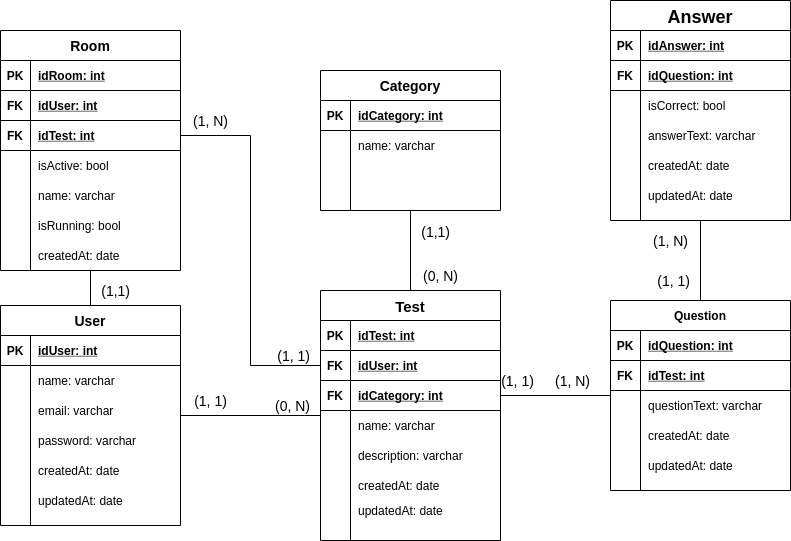 Room
PK idRoom: int
FK idUser: int
FK idTest: int
isActive: bool
name: varchar
isRunning: bool
createdAt: date
(1, N)
(1,1)
User
PK idUser: int
name: varchar
email: varchar
password: varchar
createdAt: date
updatedAt: date
(1, 1)
(0, N)
(1, 1)
Category
PK idCategory: int
name: varchar
(1,1)
(0, N)
Test
PK idTest: int
FK idUser: int
FK idCategory: int
name: varchar
description: varchar
createdAt: date
updatedAt: date
(1, 1)
(1, N)
Answer
PK idAnswer: int
FK idQuestion: int
isCorrect: bool
answerText: varchar
createdAt: date
updatedAt: date
(1, N)
(1, 1)
Question
PK idQuestion: int
FK idTest: int
questionText: varchar
createdAt: date
updatedAt: date